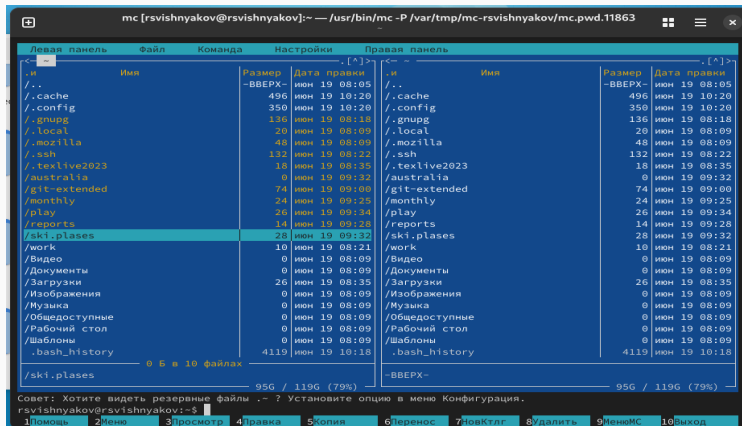 mc [rsvishnyakov@rsvishnyakov]:~ — /usr/bin/mc -P /var/tmp/mc-rsvishnyakov/mc.pwd.11863
Левая панель Файл Команда Настройки Правая панель
<— ~ —.[^]> <— ~ —.[^]>
.и Имя Размер Дата правки .и Имя Размер Дата правки
/.. -ВВЕРХ- июн 19 08:05 /.. -ВВЕРХ- июн 19 08:05
/.cache 496 июн 19 10:20 /.cache 496 июн 19 10:20
/.config 350 июн 19 10:20 /.config 350 июн 19 10:20
/.gnupg 136 июн 19 08:18 /.gnupg 136 июн 19 08:18
/.local 20 июн 19 08:09 /.local 20 июн 19 08:09
/.mozilla 48 июн 19 08:09 /.mozilla 48 июн 19 08:09
/.ssh 132 июн 19 08:22 /.ssh 132 июн 19 08:22
/.texlive2023 18 июн 19 08:35 /.texlive2023 18 июн 19 08:35
/australia 0 июн 19 09:32 /australia 0 июн 19 09:32
/git-extended 74 июн 19 09:00 /git-extended 74 июн 19 09:00
/monthly 24 июн 19 09:25 /monthly 24 июн 19 09:25
/play 26 июн 19 09:34 /play 26 июн 19 09:34
/reports 14 июн 19 09:28 /reports 14 июн 19 09:28
/ski.plases 28 июн 19 09:32 /ski.plases 28 июн 19 09:32
/work 10 июн 19 08:21 /work 10 июн 19 08:21
/Видео 0 июн 19 08:09 /Видео 0 июн 19 08:09
/Документы 0 июн 19 08:09 /Документы 0 июн 19 08:09
/Загрузки 26 июн 19 08:35 /Загрузки 26 июн 19 08:35
/Изображения 0 июн 19 08:09 /Изображения 0 июн 19 08:09
/Музыка 0 июн 19 08:09 /Музыка 0 июн 19 08:09
/Общедоступные 0 июн 19 08:09 /Общедоступные 0 июн 19 08:09
/Рабочий стол 0 июн 19 08:09 /Рабочий стол 0 июн 19 08:09
/Шаблоны 0 июн 19 08:09 /Шаблоны 0 июн 19 08:09
.bash_history 4119 июн 19 10:18 .bash_history 4119 июн 19 10:18
0 Б в 10 файлах
/ski.plases -ВВЕРХ-
95G / 119G (79%) 95G / 119G (79%)
Совет: Хотите видеть резервные файлы .~ ? Установите опцию в меню Конфигурация.
rsvishnyakov@rsvishnyakov:~$
1Помощь 2Меню 3Просмотр 4Правка 5Копия 6Перенос 7НовКтлг 8Удалить 9МенюМС 10Выход